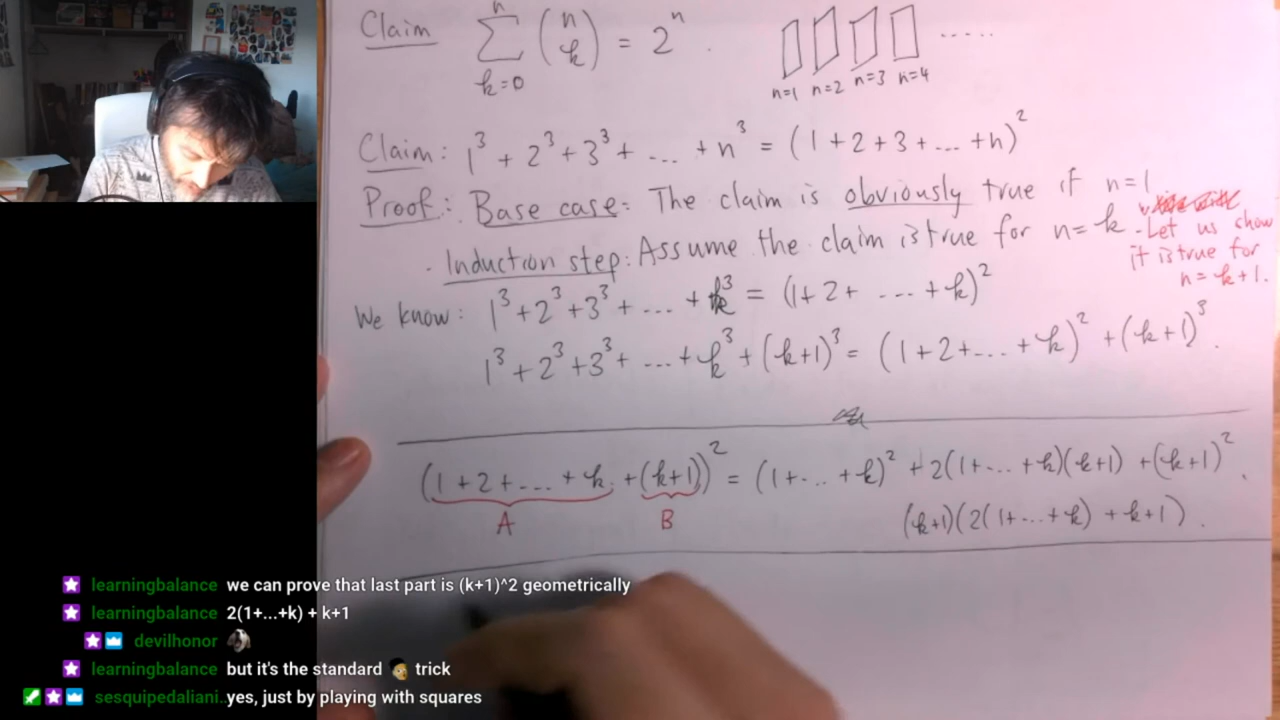 Claim ∑_{k=0}^{n} (n k) = 2^n .
n=1 n=2 n=3 n=4 .....
Claim: 1³ + 2³ + 3³ + ... + n³ = (1+2+3+...+n)²
Proof: Base case: The claim is obviously true if n=1
Induction step: Assume the claim is true for n=k. Let us show
it is true for
n=k+1.
We know: 1³+2³+3³+ ... + k³ = (1+2+ ... +k)²
1³+2³+3³+ ... +k³+(k+1)³ = (1+2+...+k)² +(k+1)³ .
(1+2+...+k+(k+1))² = (1+...+k)² +2(1+...+k)(k+1) +(k+1)² .
A B
(k+1)(2(1+...+k) +k+1) .
learningbalance we can prove that last part is (k+1)^2 geometrically
learningbalance 2(1+...+k) + k+1
devilhonor
learningbalance but it's the standard trick
sesquipedaliani.. yes, just by playing with squares